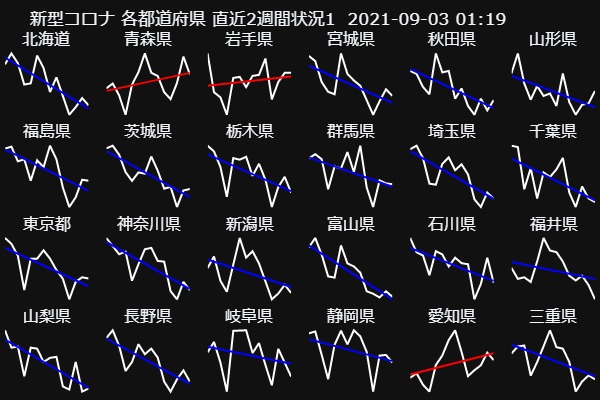 新型コロナ 各都道府県 直近2週間状況1 2021-09-03 01:19
北海道 青森県 岩手県 宮城県 秋田県 山形県
福島県 茨城県 栃木県 群馬県 埼玉県 千葉県
東京都 神奈川県 新潟県 富山県 石川県 福井県
山梨県 長野県 岐阜県 静岡県 愛知県 三重県